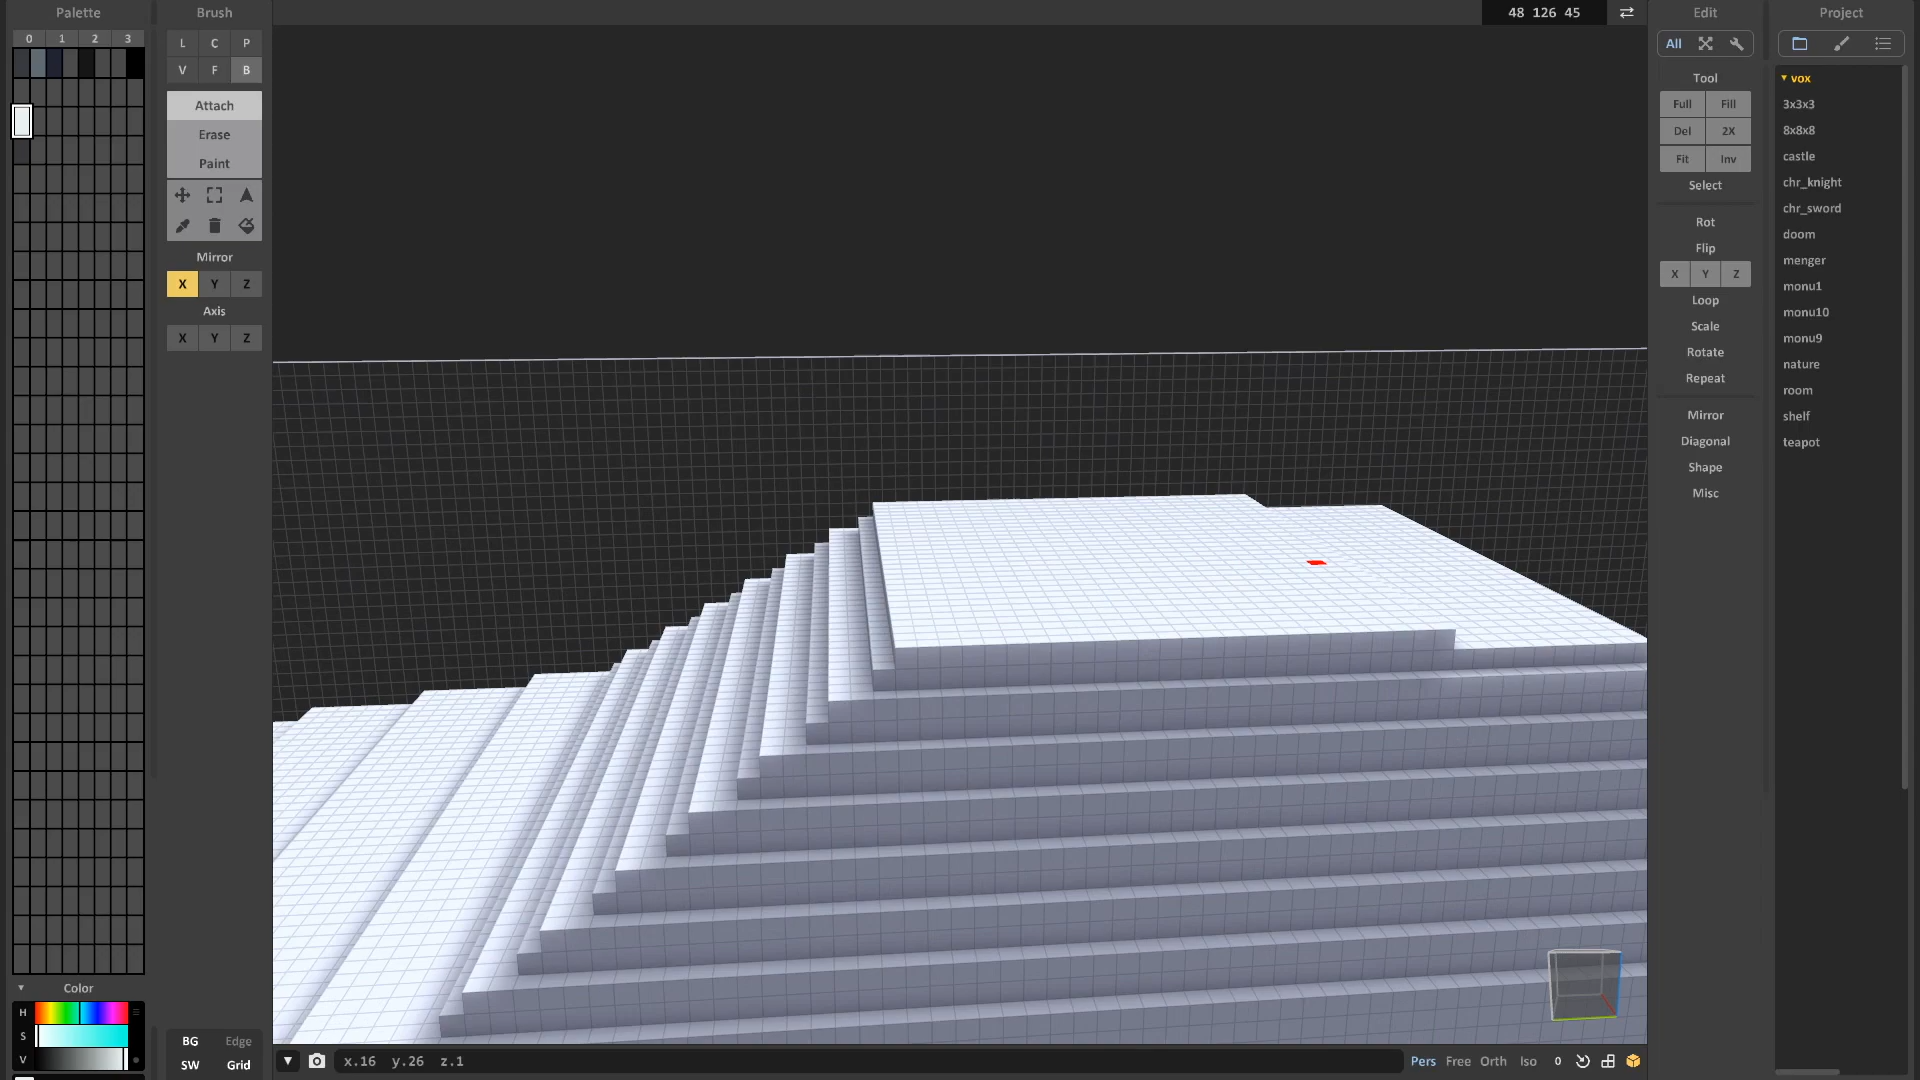 Palette
0 1 2 3
Color
H
S
V
Brush
L C P
V F B
Attach
Erase
Paint
Mirror
X Y Z
Axis
X Y Z
BG Edge
SW Grid
48 126 45
x.16 y.26 z.1
Pers Free Orth Iso 0
Edit
All
Tool
Full Fill
Del 2X
Fit Inv
Select
Rot
Flip
X Y Z
Loop
Scale
Rotate
Repeat
Mirror
Diagonal
Shape
Misc
Project
vox
3x3x3
8x8x8
castle
chr_knight
chr_sword
doom
menger
monu1
monu10
monu9
nature
room
shelf
teapot